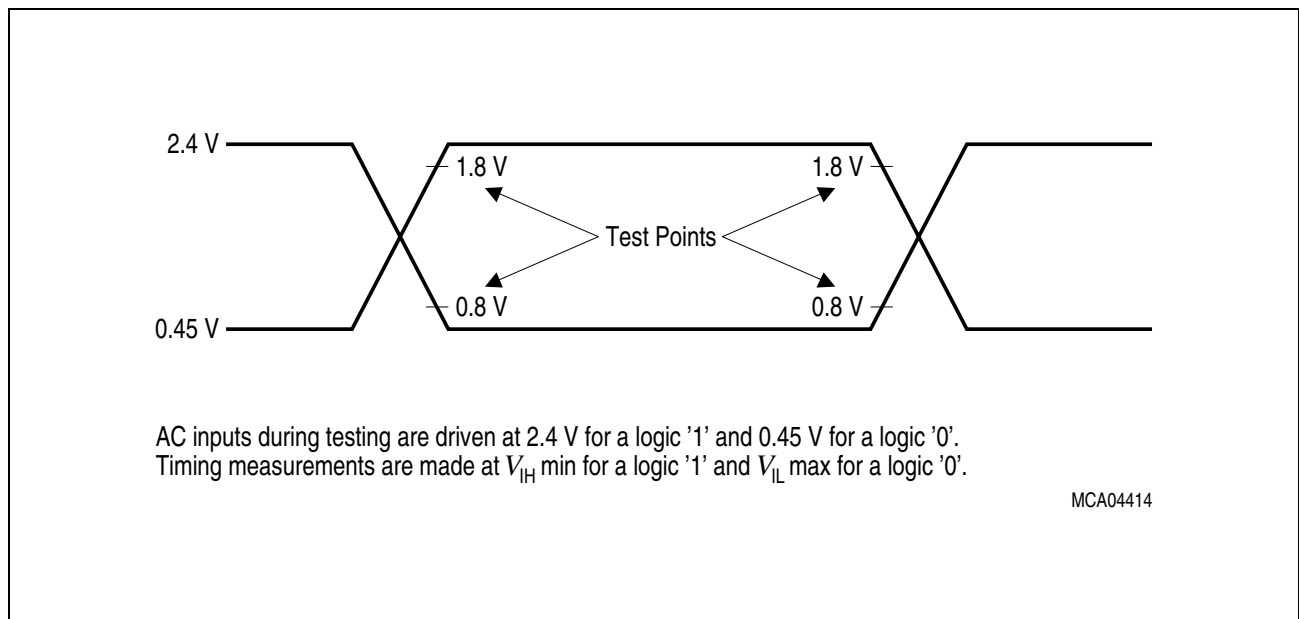 2.4 V
1.8 V
1.8 V
Test Points
0.8 V
0.8 V
0.45 V
AC inputs during testing are driven at 2.4 V for a logic '1' and 0.45 V for a logic '0'.
Timing measurements are made at VIH min for a logic '1' and VIL max for a logic '0'.
MCA04414